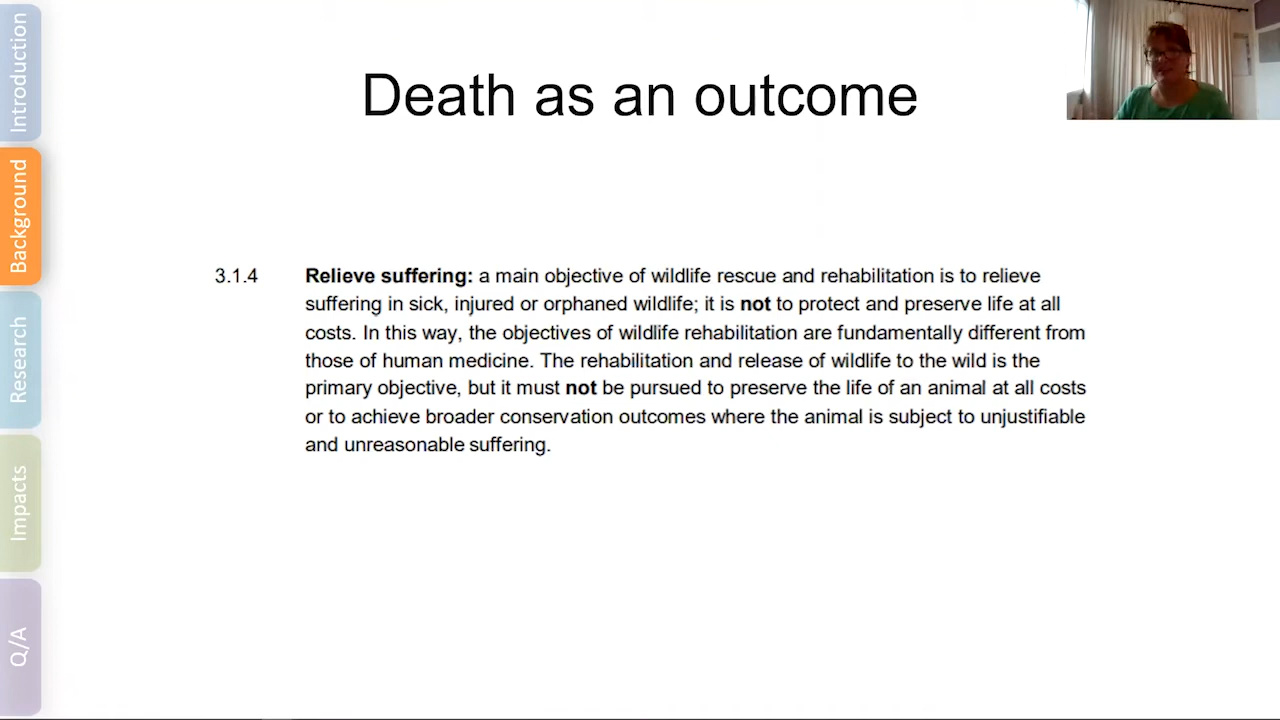 Introduction
Background
Research
Impacts
Q/A
Death as an outcome
3.1.4 Relieve suffering: a main objective of wildlife rescue and rehabilitation is to relieve
suffering in sick, injured or orphaned wildlife; it is not to protect and preserve life at all
costs. In this way, the objectives of wildlife rehabilitation are fundamentally different from
those of human medicine. The rehabilitation and release of wildlife to the wild is the
primary objective, but it must not be pursued to preserve the life of an animal at all costs
or to achieve broader conservation outcomes where the animal is subject to unjustifiable
and unreasonable suffering.